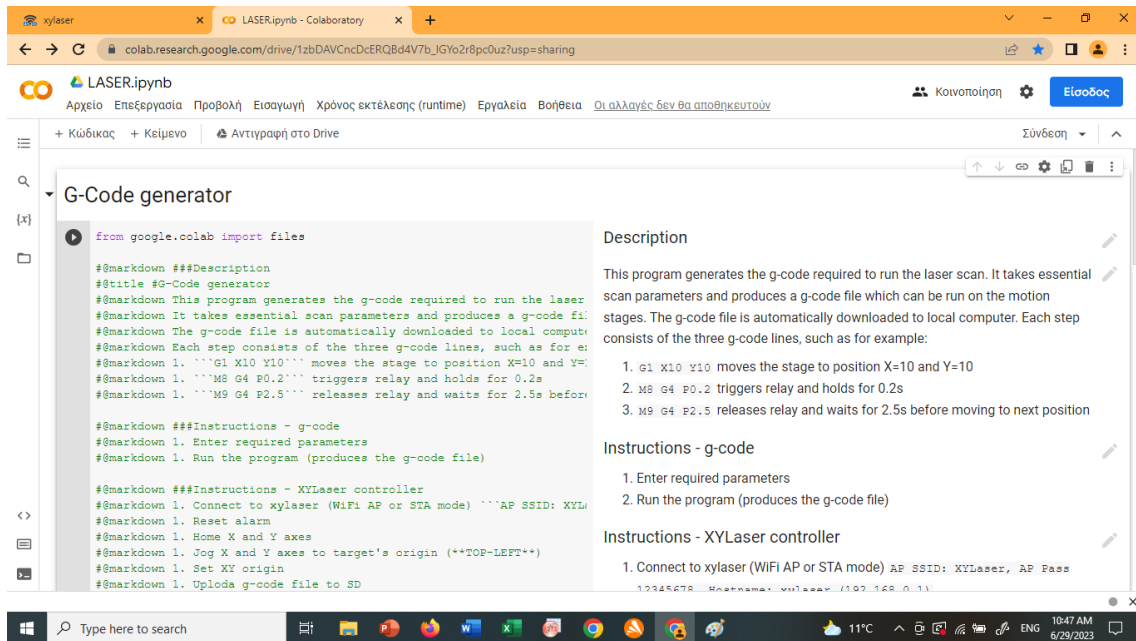 xylaser
LASER.ipynb - Colaboratory
colab.research.google.com/drive/1zbDAVCncDcERQBd4V7b_lGYo2r8pc0uz?usp=sharing
LASER.ipynb
Αρχείο Επεξεργασία Προβολή Εισαγωγή Χρόνος εκτέλεσης (runtime) Εργαλεία Βοήθεια Οι αλλαγές δεν θα αποθηκευτούν
Κοινοποίηση
Είσοδος
+ Κώδικας + Κείμενο Αντιγραφή στο Drive
Σύνδεση
G-Code generator
from google.colab import files
#@markdown ###Description
#@title #G-Code generator
#@markdown This program generates the g-code required to run the laser
#@markdown It takes essential scan parameters and produces a g-code fil
#@markdown The g-code file is automatically downloaded to local compute
#@markdown Each step consists of the three g-code lines, such as for ex
#@markdown 1. ```G1 X10 Y10``` moves the stage to position X=10 and Y=1
#@markdown 1. ```M8 G4 P0.2``` triggers relay and holds for 0.2s
#@markdown 1. ```M9 G4 P2.5``` releases relay and waits for 2.5s before
#@markdown ###Instructions - g-code
#@markdown 1. Enter required parameters
#@markdown 1. Run the program (produces the g-code file)
#@markdown ###Instructions - XYLaser controller
#@markdown 1. Connect to xylaser (WiFi AP or STA mode) ```AP SSID: XYLa
#@markdown 1. Reset alarm
#@markdown 1. Home X and Y axes
#@markdown 1. Jog X and Y axes to target's origin (**TOP-LEFT**)
#@markdown 1. Set XY origin
#@markdown 1. Uploda g-code file to SD
Description
This program generates the g-code required to run the laser scan. It takes essential
scan parameters and produces a g-code file which can be run on the motion
stages. The g-code file is automatically downloaded to local computer. Each step
consists of the three g-code lines, such as for example:
1. G1 X10 Y10 moves the stage to position X=10 and Y=10
2. M8 G4 P0.2 triggers relay and holds for 0.2s
3. M9 G4 P2.5 releases relay and waits for 2.5s before moving to next position
Instructions - g-code
1. Enter required parameters
2. Run the program (produces the g-code file)
Instructions - XYLaser controller
1. Connect to xylaser (WiFi AP or STA mode) AP SSID: XYLaser, AP Pass
12345678, Hostname: xylaser (192.168.0.1)
Type here to search
11°C
ENG
10:47 AM
6/29/2023